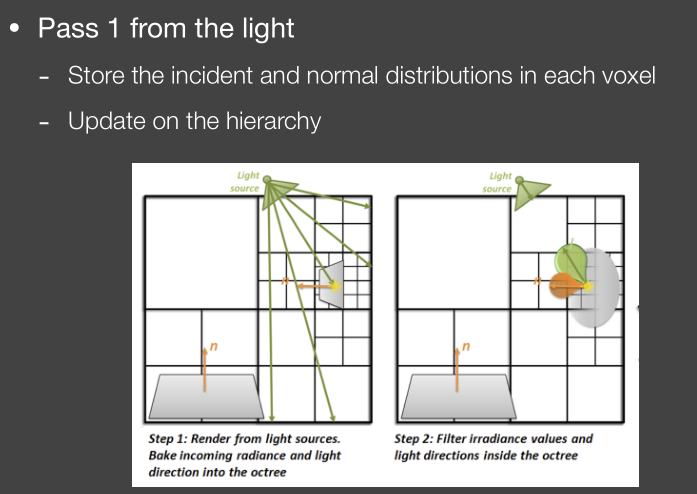 • Pass 1 from the light
- Store the incident and normal distributions in each voxel
- Update on the hierarchy
Light
source
n
n
Step 1: Render from light sources.
Bake incoming radiance and light
direction into the octree
Light
source
n
n
Step 2: Filter irradiance values and
light directions inside the octree